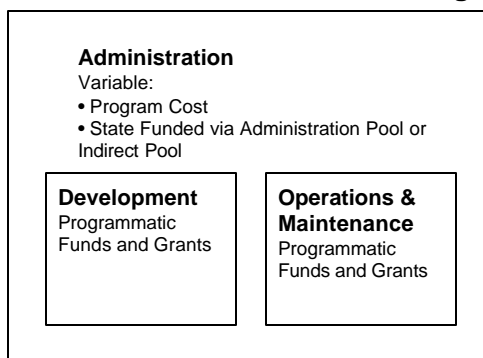 Administration
Variable:
• Program Cost
• State Funded via Administration Pool or
Indirect Pool
Development
Programmatic
Funds and Grants
Operations &
Maintenance
Programmatic
Funds and Grants